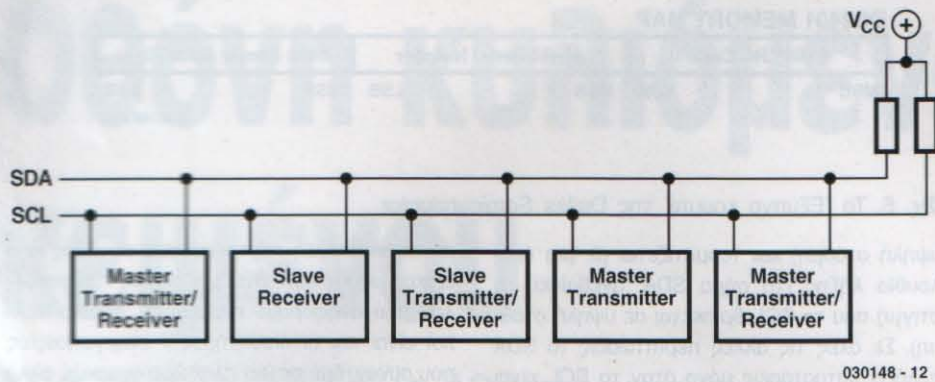 VCC
SDA
SCL
Master
Transmitter/
Receiver
Slave
Receiver
Slave
Transmitter/
Receiver
Master
Transmitter
Master
Transmitter/
Receiver
030148 - 12